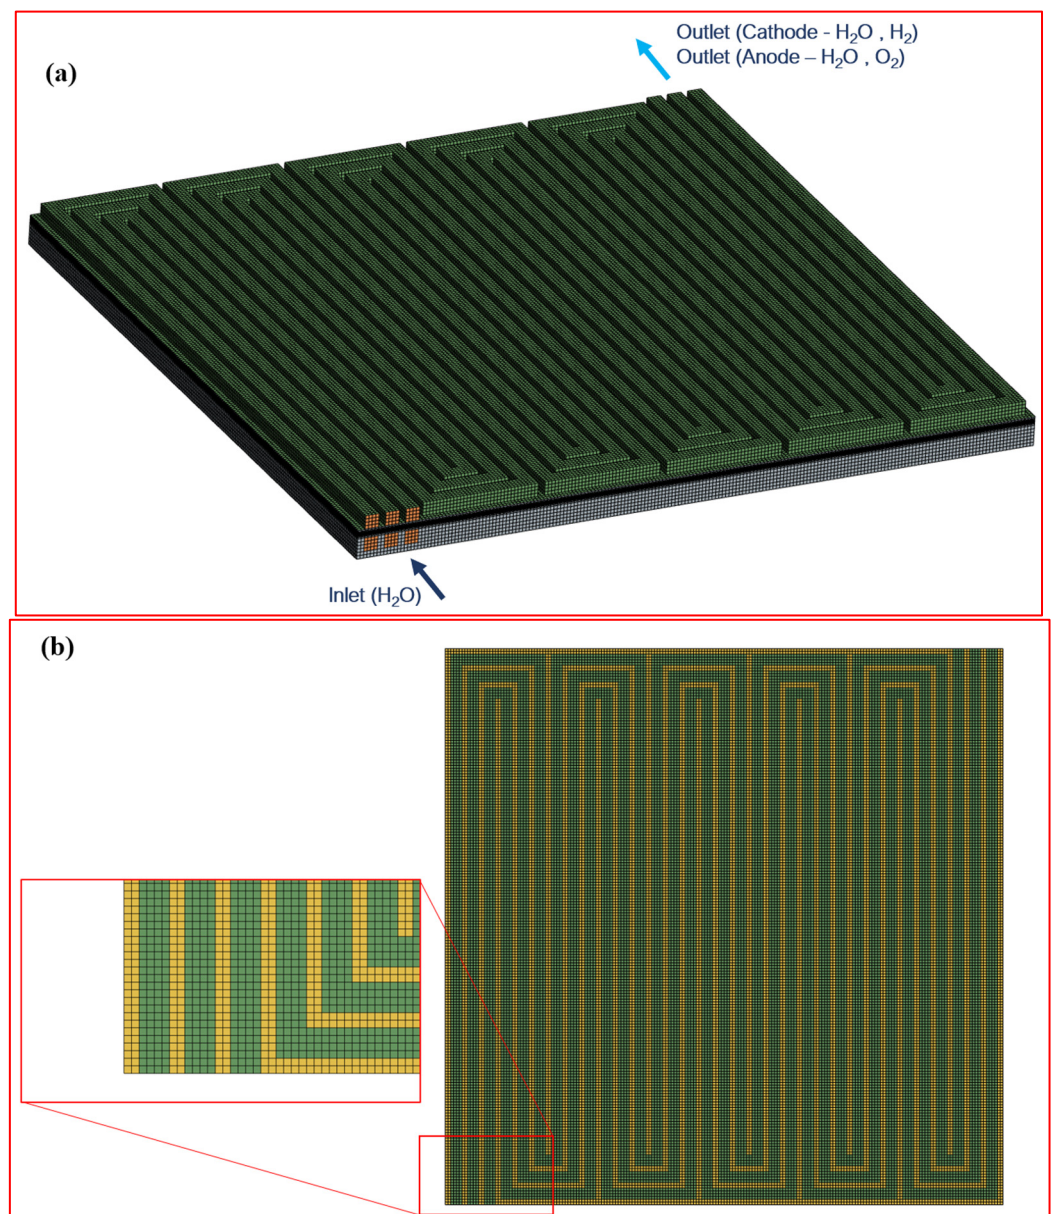 Outlet (Cathode - H₂O , H₂)
Outlet (Anode – H₂O , O₂)
(a)
Inlet (H₂O)
(b)